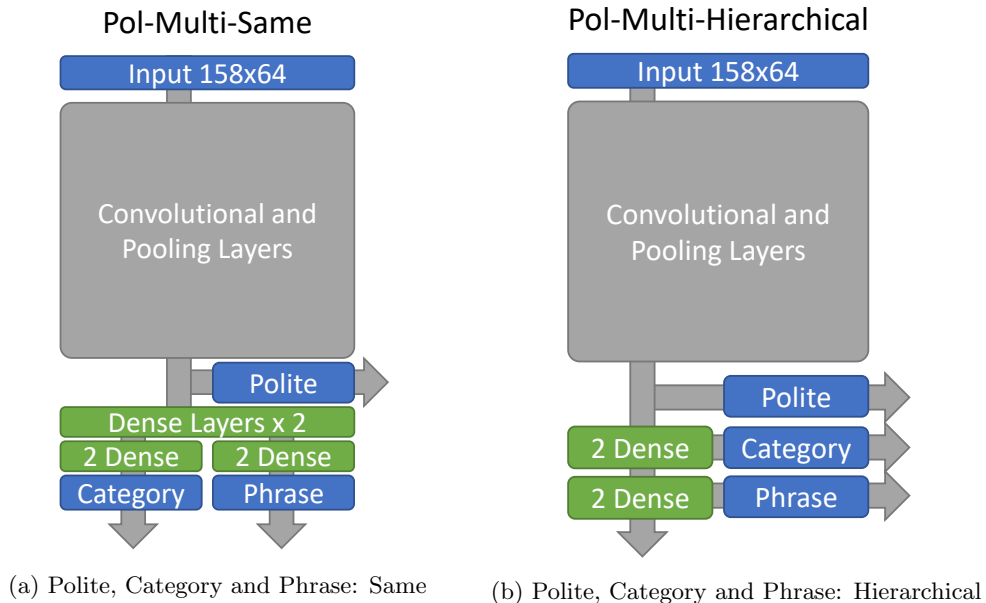 Pol-Multi-Same
Input 158x64
Convolutional and
Pooling Layers
Polite
Dense Layers x 2
2 Dense
2 Dense
Category
Phrase
(a) Polite, Category and Phrase: Same
Pol-Multi-Hierarchical
Input 158x64
Convolutional and
Pooling Layers
Polite
2 Dense
Category
2 Dense
Phrase
(b) Polite, Category and Phrase: Hierarchical